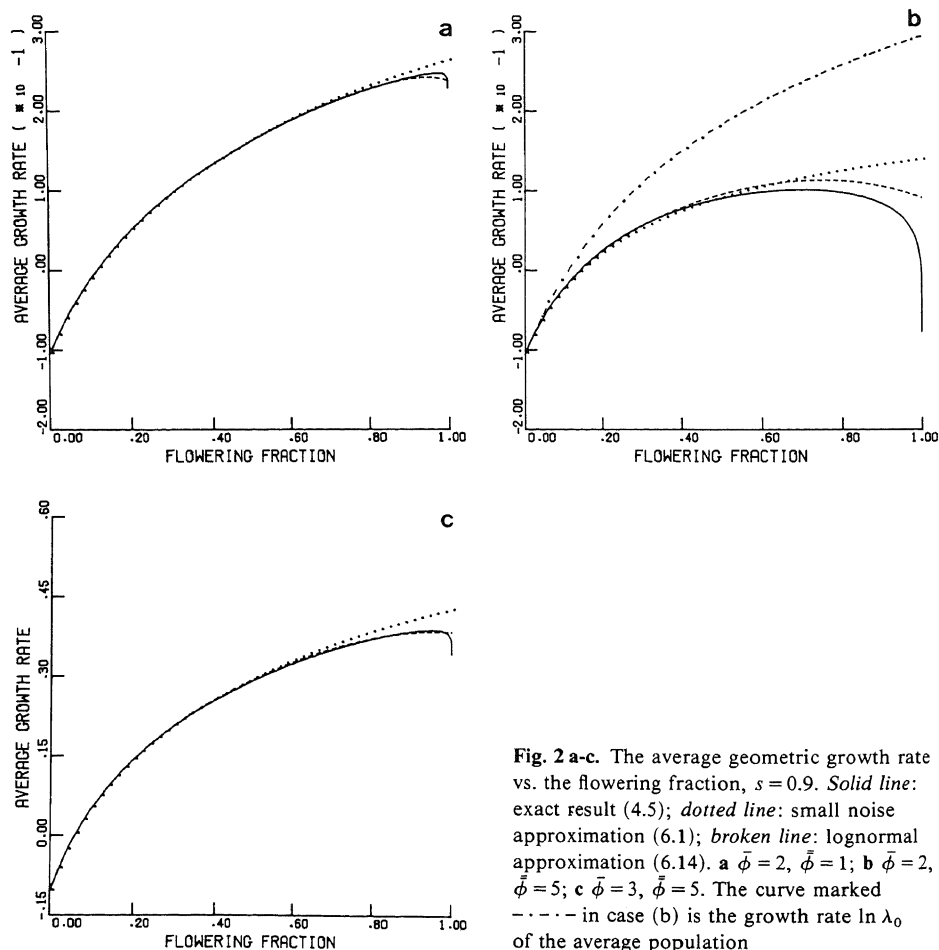 a
3.00
2.00
1.00
.00
-1.00
-2.00
AVERAGE GROWTH RATE ( * 10 -1 )
0.00 .20 .40 .60 .80 1.00
FLOWERING FRACTION
b
3.00
2.00
1.00
.00
-1.00
-2.00
AVERAGE GROWTH RATE ( * 10 -1 )
0.00 .20 .40 .60 .80 1.00
FLOWERING FRACTION
c
.60
.45
.30
.15
0.00
-.15
AVERAGE GROWTH RATE
0.00 .20 .40 .60 .80 1.00
FLOWERING FRACTION
Fig. 2 a-c. The average geometric growth rate
vs. the flowering fraction, s = 0.9. Solid line:
exact result (4.5); dotted line: small noise
approximation (6.1); broken line: lognormal
approximation (6.14). a ϕ̄ = 2, ϕ̿ = 1; b ϕ̄ = 2,
ϕ̿ = 5; c ϕ̄ = 3, ϕ̿ = 5. The curve marked
-·-·- in case (b) is the growth rate ln λ₀
of the average population